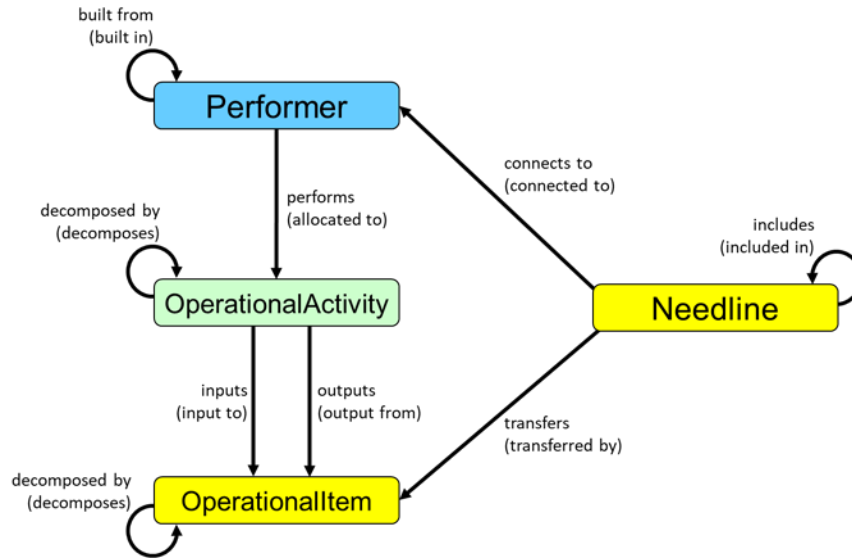 built from
(built in)
Performer
connects to
(connected to)
performs
(allocated to)
decomposed by
(decomposes)
includes
(included in)
OperationalActivity
Needline
inputs
(input to)
outputs
(output from)
transfers
(transferred by)
decomposed by
(decomposes)
OperationalItem